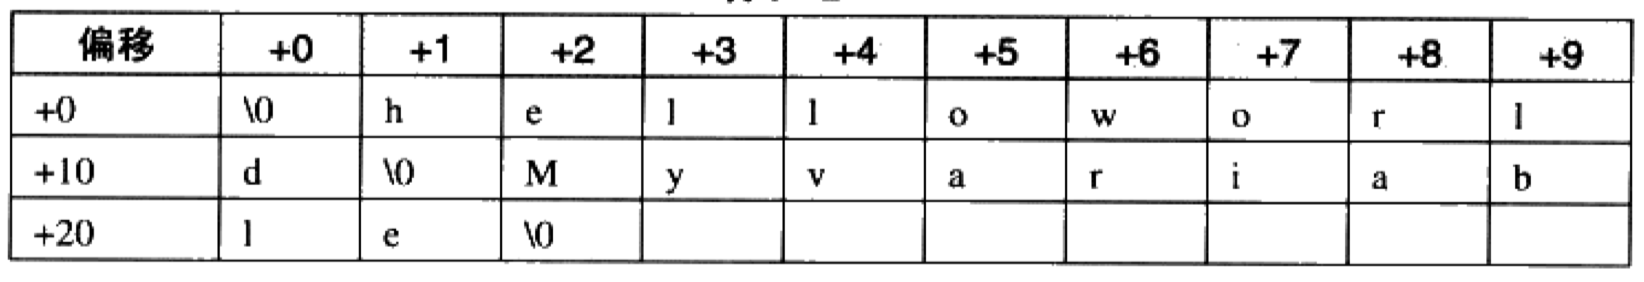 偏移 +0 +1 +2 +3 +4 +5 +6 +7 +8 +9
+0 \0 h e l l o w o r l
+10 d \0 M y v a r i a b
+20 l e \0